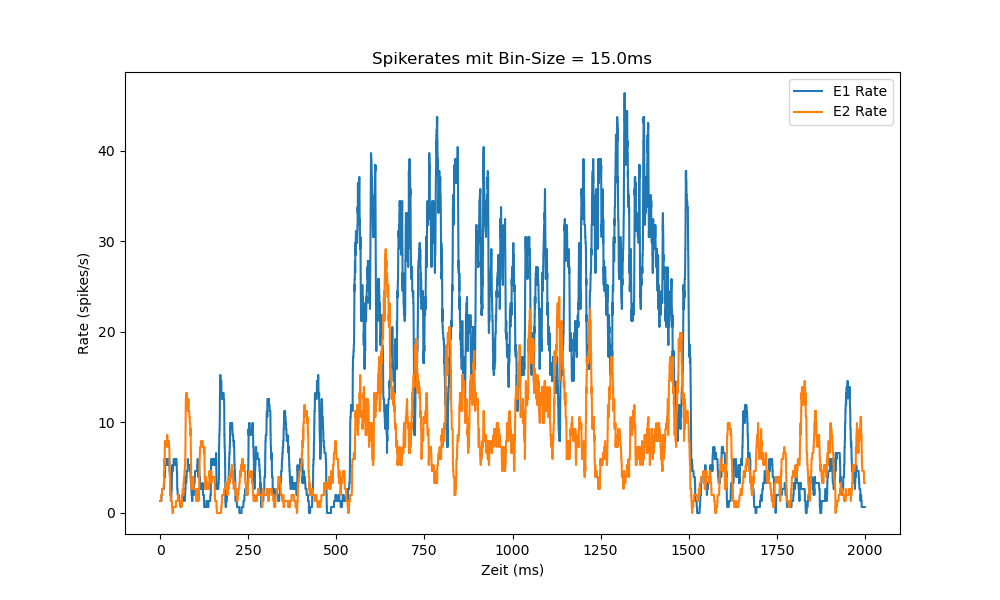 Spikerates mit Bin-Size = 15.0ms
E1 Rate
E2 Rate
Rate (spikes/s)
40
30
20
10
0
0 250 500 750 1000 1250 1500 1750 2000
Zeit (ms)